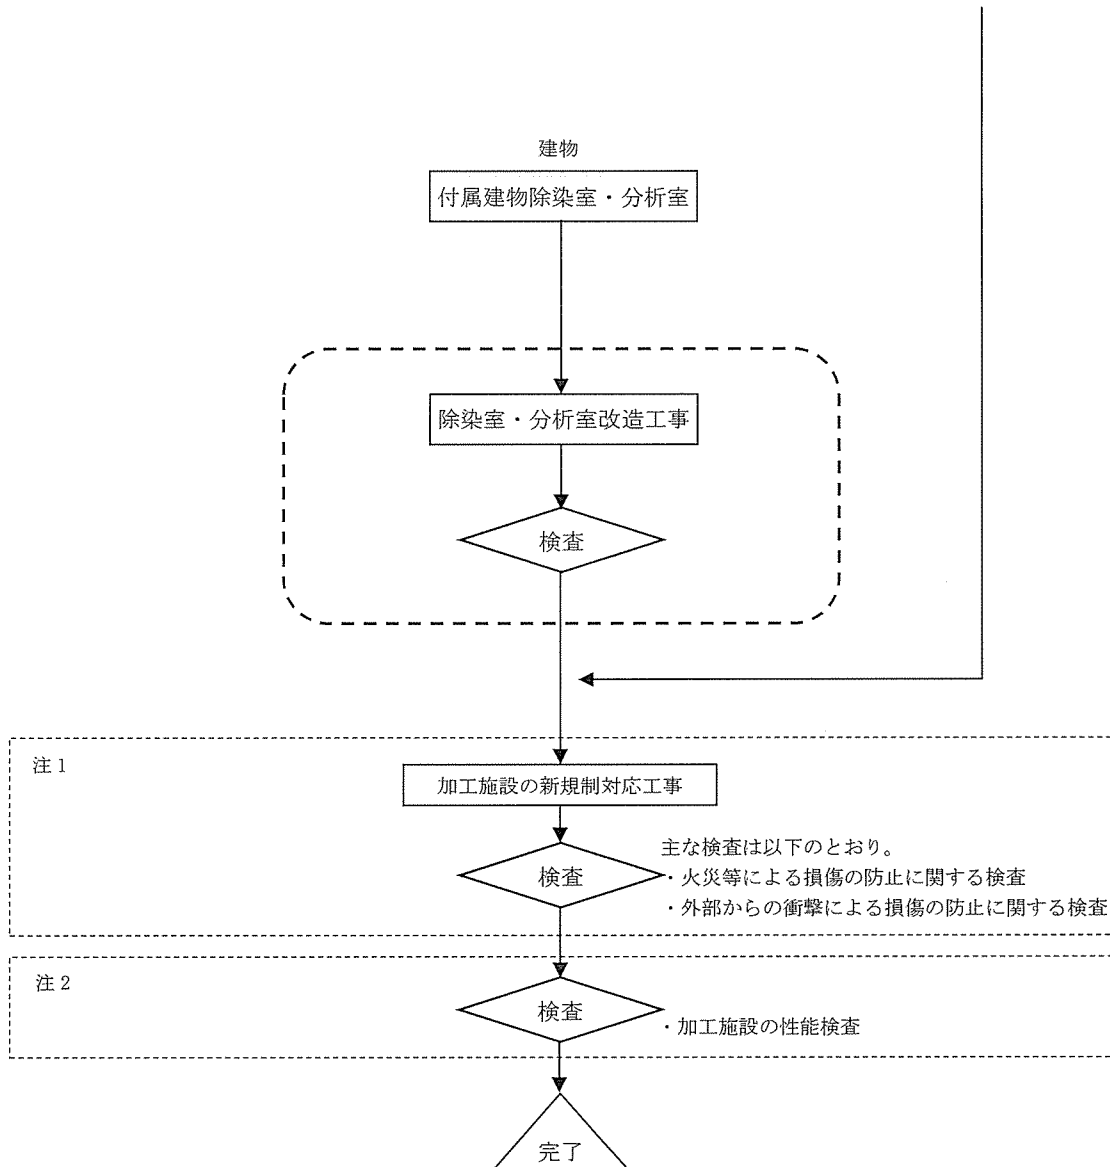 建物
付属建物除染室・分析室
除染室・分析室改造工事
検査
注1
加工施設の新規制対応工事
検査
主な検査は以下のとおり。
・火災等による損傷の防止に関する検査
・外部からの衝撃による損傷の防止に関する検査
注2
検査
・加工施設の性能検査
完了